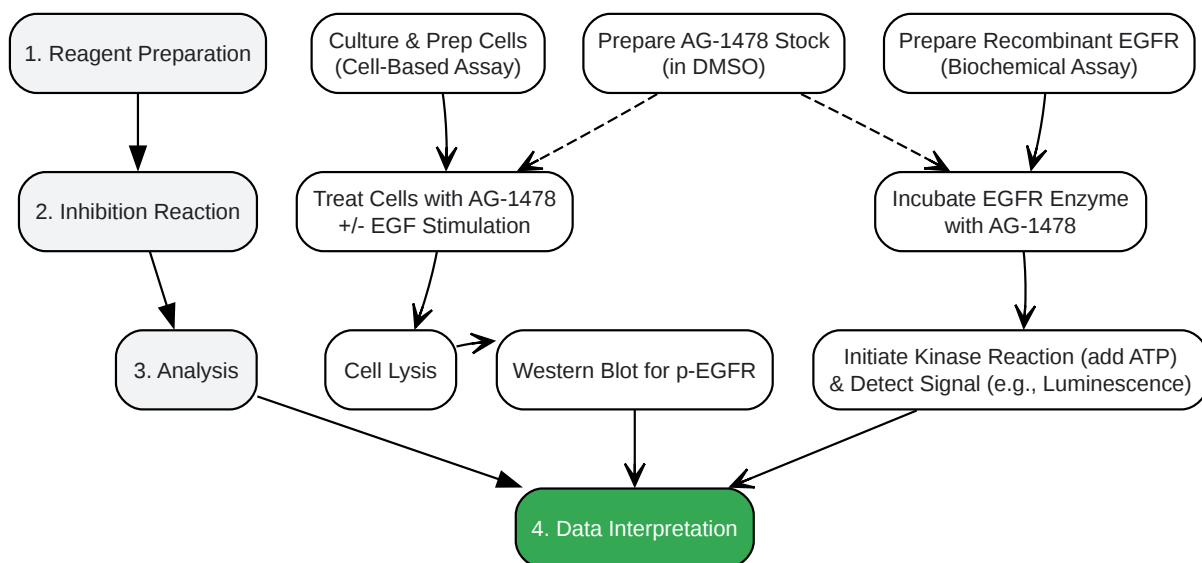 1. Reagent Preparation
Culture & Prep Cells
(Cell-Based Assay)
Prepare AG-1478 Stock
(in DMSO)
Prepare Recombinant EGFR
(Biochemical Assay)
2. Inhibition Reaction
Treat Cells with AG-1478
+/- EGF Stimulation
Incubate EGFR Enzyme
with AG-1478
3. Analysis
Cell Lysis
Western Blot for p-EGFR
Initiate Kinase Reaction (add ATP)
& Detect Signal (e.g., Luminescence)
4. Data Interpretation